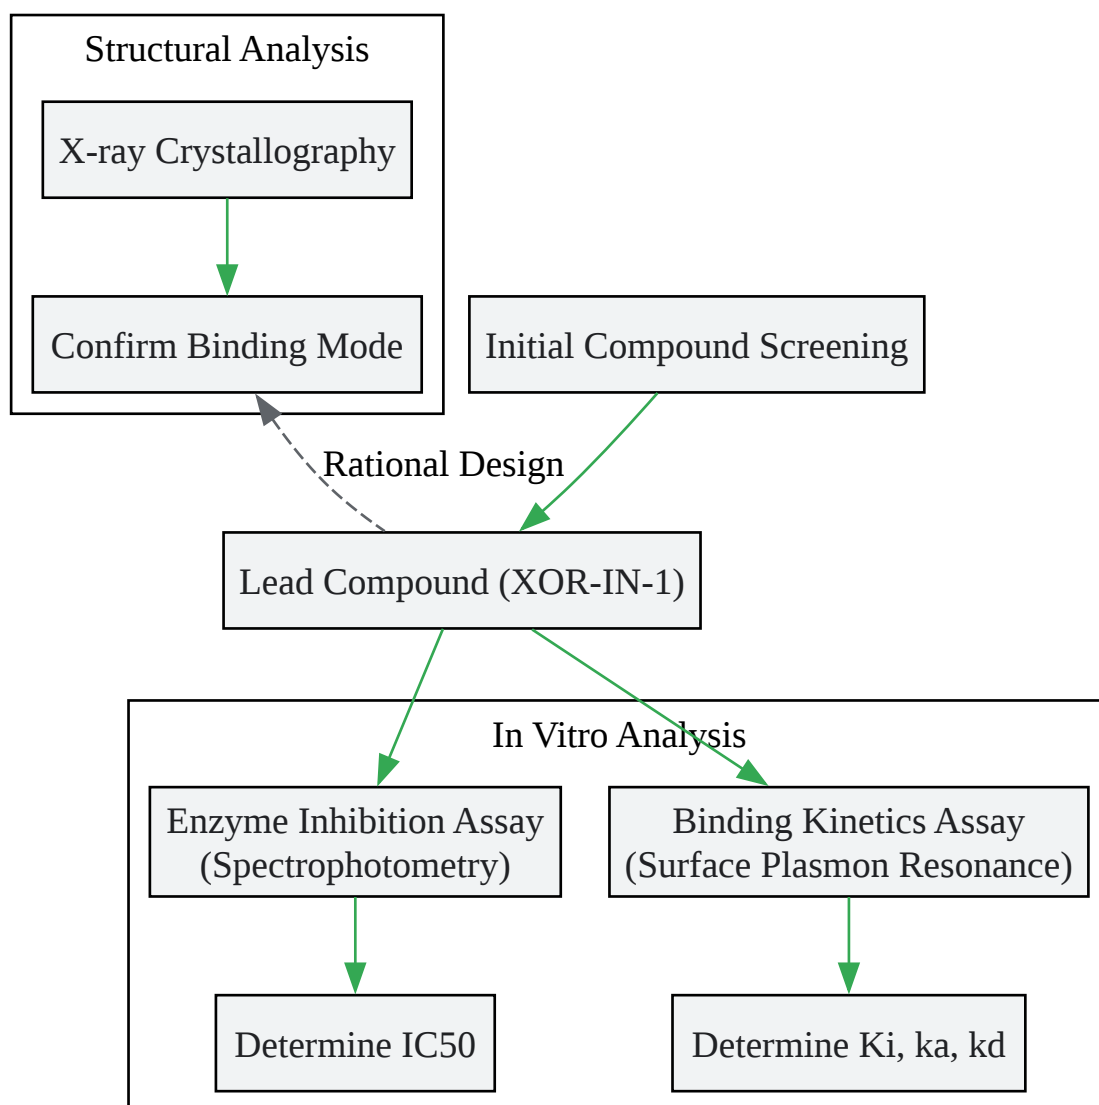 Structural Analysis
X-ray Crystallography
Confirm Binding Mode
Initial Compound Screening
Rational Design
Lead Compound (XOR-IN-1)
In Vitro Analysis
Enzyme Inhibition Assay
(Spectrophotometry)
Binding Kinetics Assay
(Surface Plasmon Resonance)
Determine IC50
Determine Ki, ka, kd